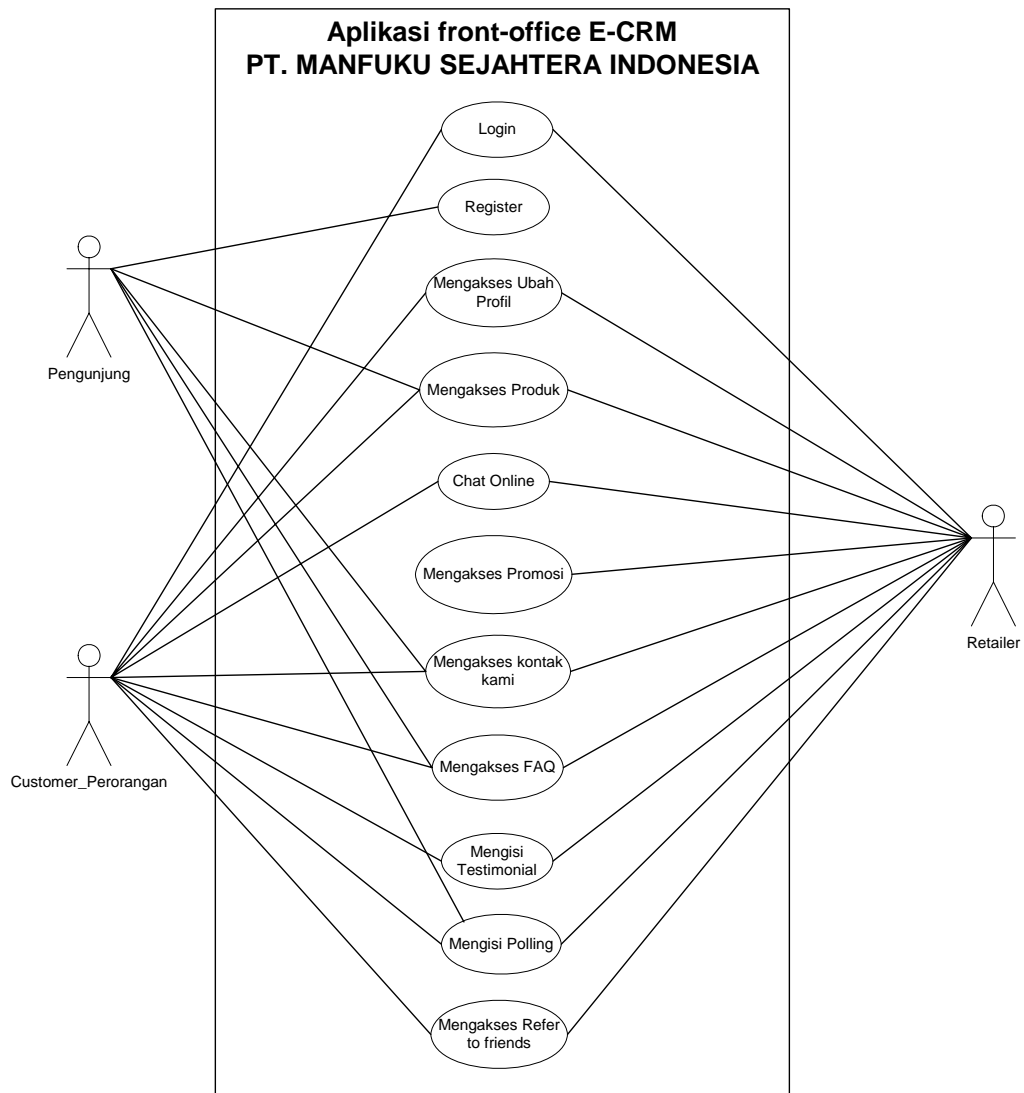 Aplikasi front-office E-CRM
PT. MANFUKU SEJAHTERA INDONESIA
Login
Register
Mengakses Ubah
Profil
Pengunjung
Mengakses Produk
Chat Online
Mengakses Promosi
Retailer
Mengakses kontak
kami
Customer_Perorangan
Mengakses FAQ
Mengisi
Testimonial
Mengisi Polling
Mengakses Refer
to friends